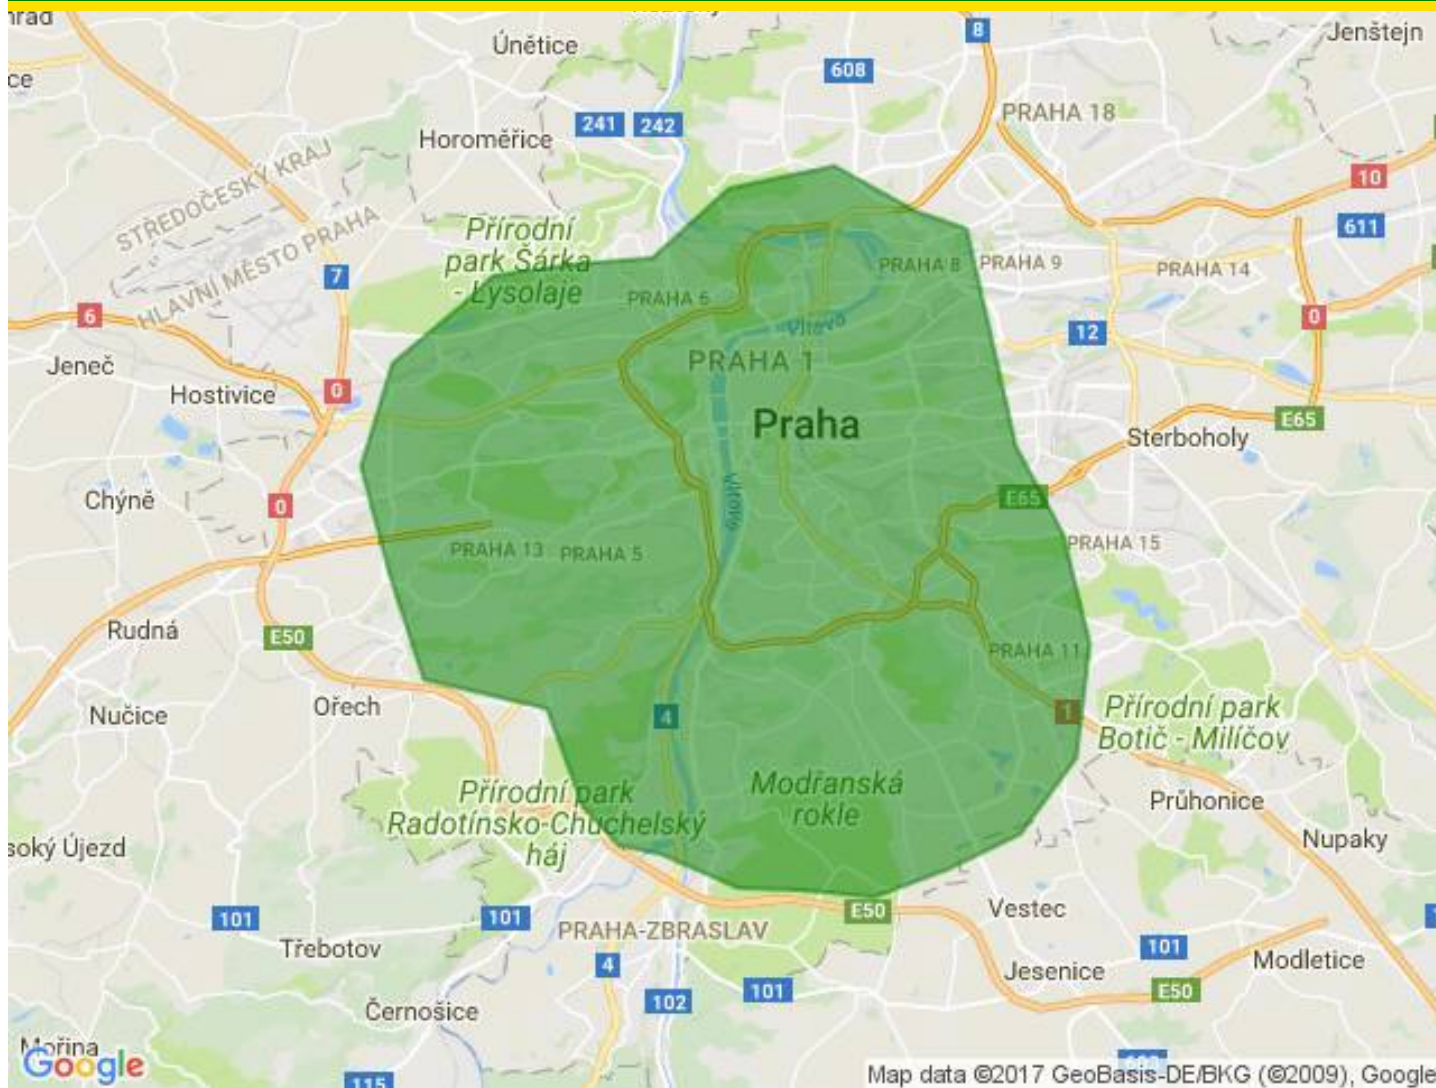 Únětice
Jenštejn
8
608
PRAHA 18
241
242
Horoměřice
STŘEDOČESKÝ KRAJ
10
HLAVNÍ MĚSTO PRAHA
Přírodní
park Šárka
- Lysolaje
611
7
PRAHA 8
PRAHA 9
PRAHA 14
PRAHA 6
6
0
Vltava
12
Jeneč
PRAHA 1
Hostivice
0
Praha
E65
Sterboholy
Chýně
0
Vltava
E65
PRAHA 13
PRAHA 5
PRAHA 15
Rudná
E50
PRAHA 11
Nučice
Ořech
4
1
Přírodní park
Botič - Milíčov
Přírodní park
Radotínsko-Chuchelský
háj
Modřanská
rokle
Průhonice
soký Újezd
Nupaky
101
101
E50
Vestec
PRAHA-ZBRASLAV
Třebotov
4
101
Jesenice
101
Modletice
102
E50
Černošice
Mořina
Google
115
Map data ©2017 GeoBasis-DE/BKG (©2009), Google